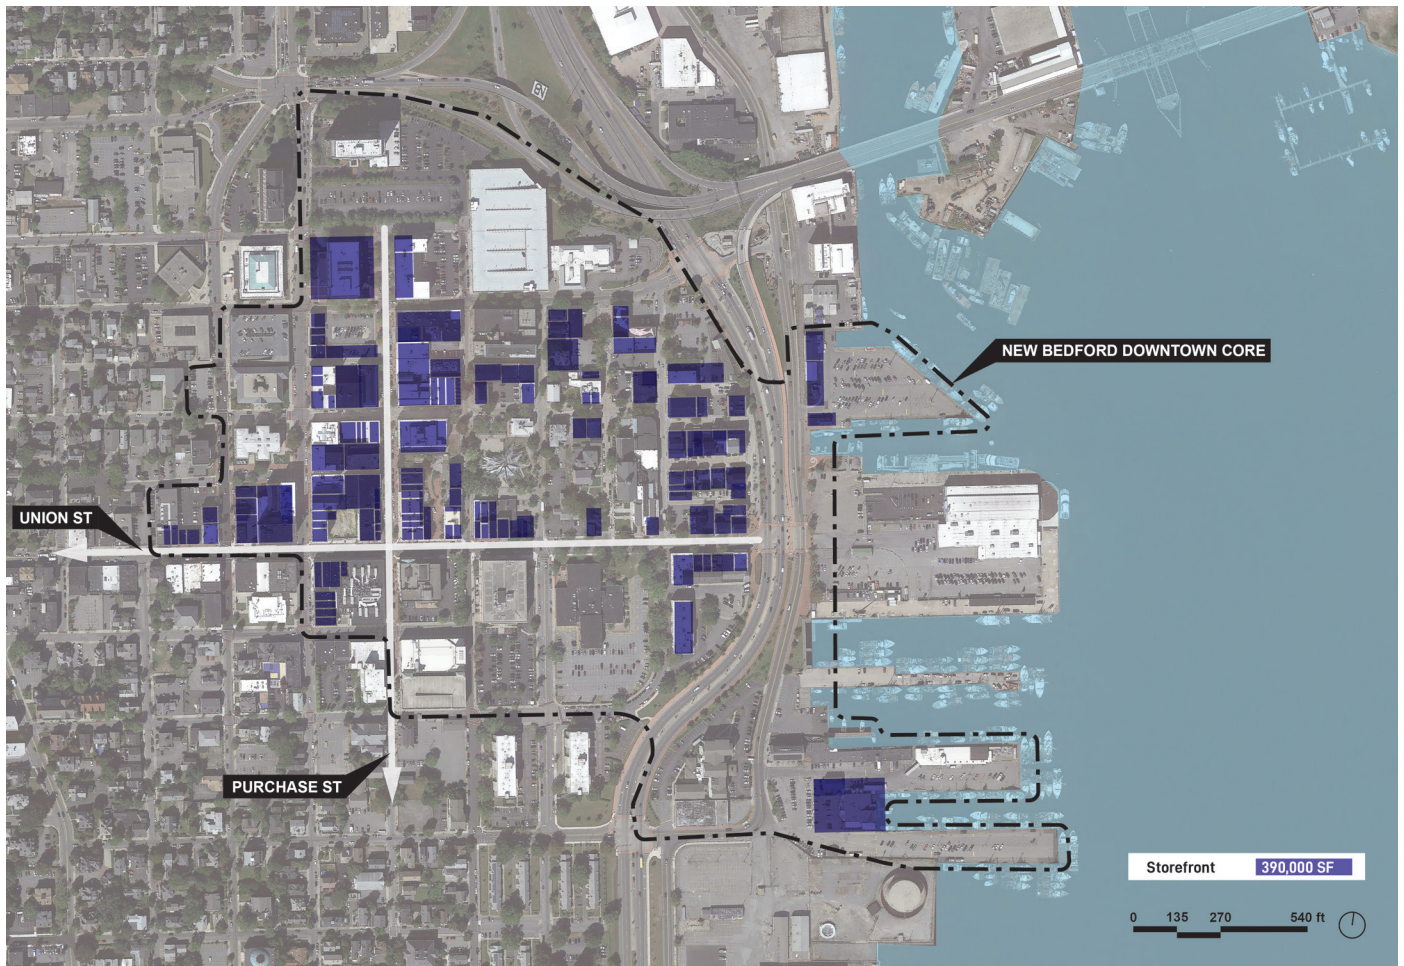 NEW BEDFORD DOWNTOWN CORE
UNION ST
PURCHASE ST
Storefront 390,000 SF
0 135 270 540 ft